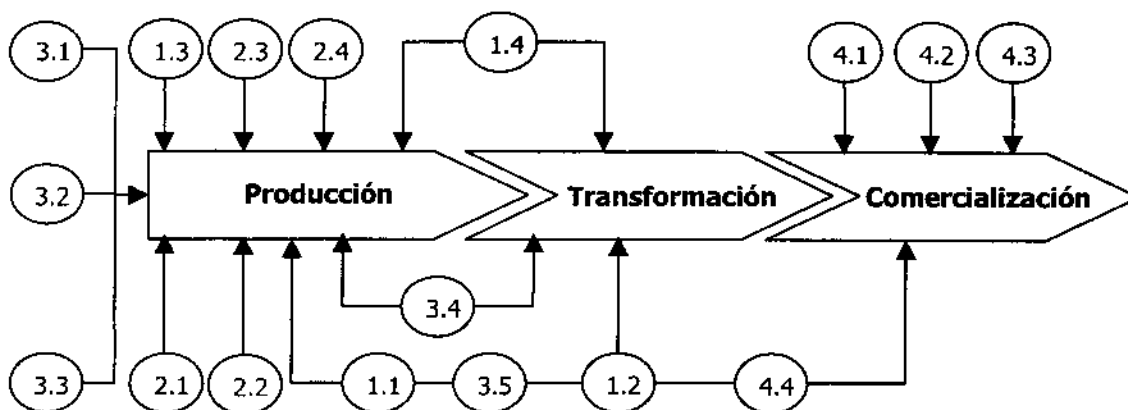 3.1 1.3 2.3 2.4 1.4 4.1 4.2 4.3
3.2 Producción Transformación Comercialización
3.4
3.3 2.1 2.2 1.1 3.5 1.2 4.4